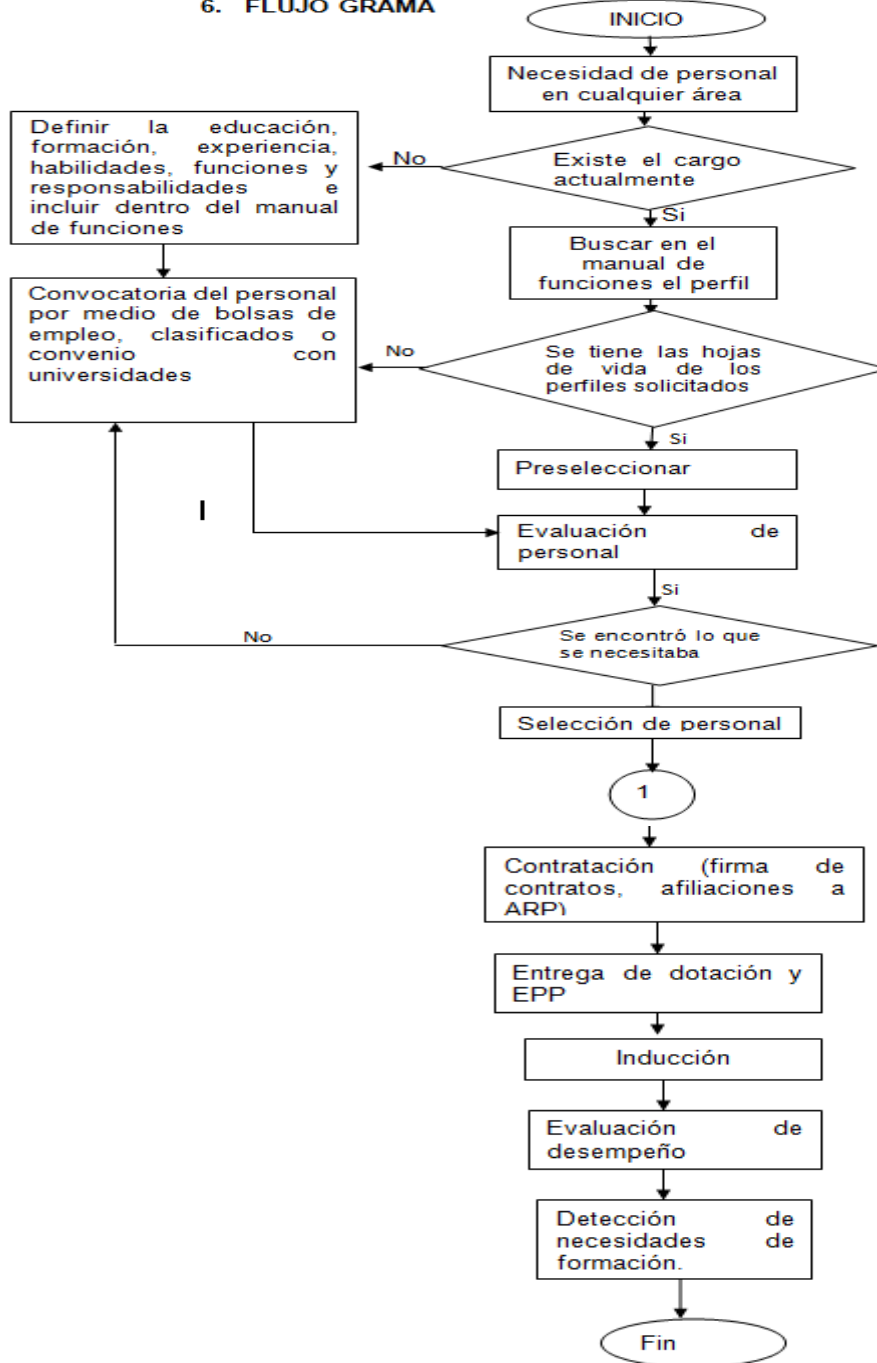 6. FLUJO GRAMA
INICIO
Necesidad de personal
en cualquier área
Existe el cargo
actualmente
No
Definir la educación,
formación, experiencia,
habilidades, funciones y
responsabilidades e
incluir dentro del manual
de funciones
Si
Buscar en el
manual de
funciones el perfil
Convocatoria del personal
por medio de bolsas de
empleo, clasificados o
convenio con
universidades
No
Se tiene las hojas
de vida de los
perfiles solicitados
Si
Preseleccionar
I
Evaluación de
personal
Si
Se encontró lo que
se necesitaba
No
Selección de personal
1
Contratación (firma de
contratos, afiliaciones a
ARP)
Entrega de dotación y
EPP
Inducción
Evaluación de
desempeño
Detección de
necesidades de
formación.
Fin